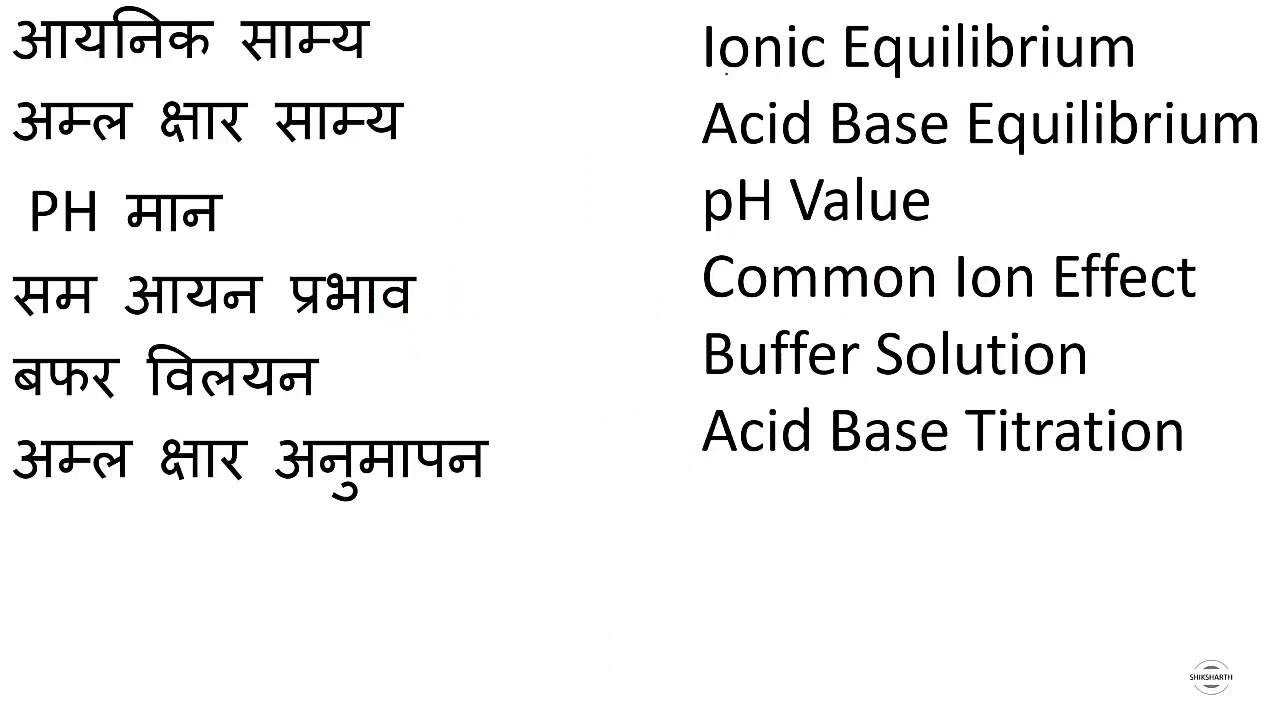 आयनिक साम्य
अम्ल क्षार साम्य
PH मान
सम आयन प्रभाव
बफर विलयन
अम्ल क्षार अनुमापन
Ionic Equilibrium
Acid Base Equilibrium
pH Value
Common Ion Effect
Buffer Solution
Acid Base Titration
SHIKSHARTH